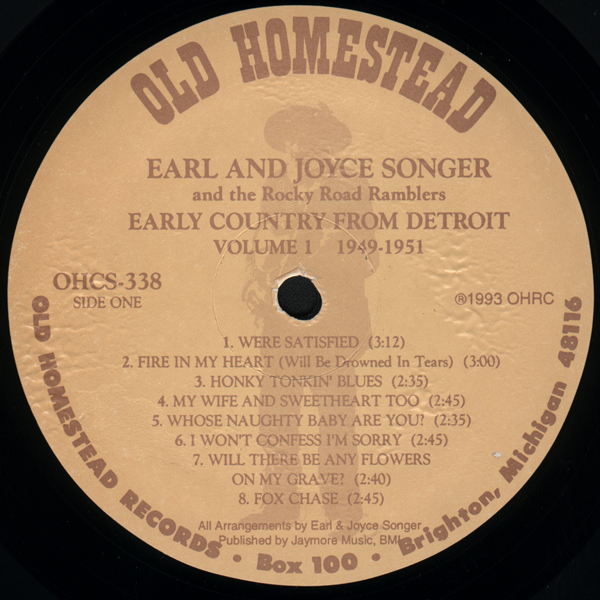 OLD HOMESTEAD
EARL AND JOYCE SONGER
and the Rocky Road Ramblers
EARLY COUNTRY FROM DETROIT
VOLUME 1 1949-1951
OHCS-338
SIDE ONE
℗1993 OHRC
1. WERE SATISFIED (3:12)
2. FIRE IN MY HEART (Will Be Drowned In Tears) (3:00)
3. HONKY TONKIN' BLUES (2:35)
4. MY WIFE AND SWEETHEART TOO (2:45)
5. WHOSE NAUGHTY BABY ARE YOU? (2:35)
6. I WON'T CONFESS I'M SORRY (2:45)
7. WILL THERE BE ANY FLOWERS
ON MY GRAVE? (2:40)
8. FOX CHASE (2:45)
All Arrangements by Earl & Joyce Songer
Published by Jaymore Music, BMI
OLD HOMESTEAD RECORDS • Box 100 • Brighton, Michigan 48116